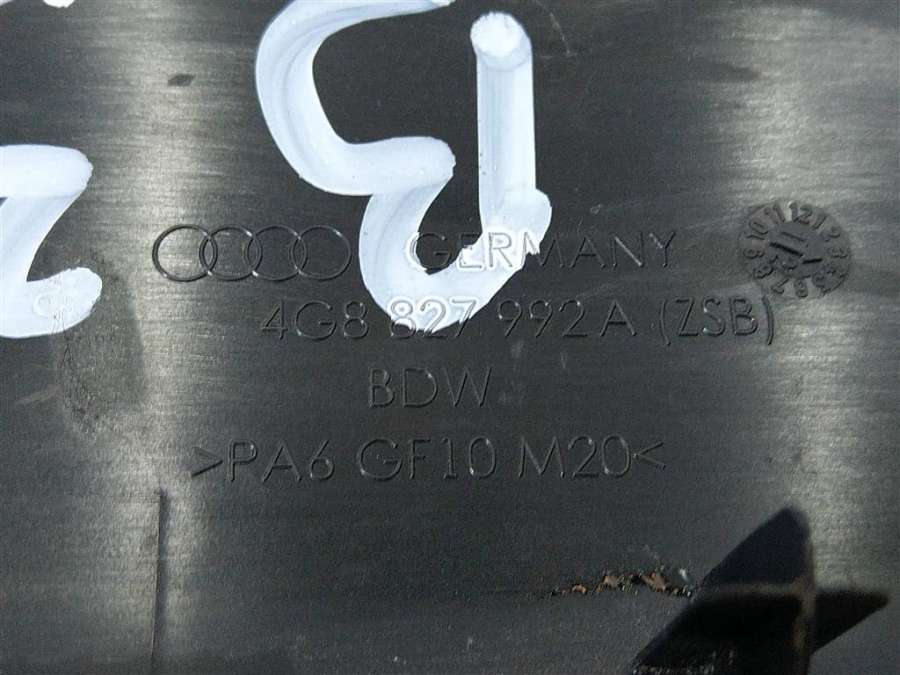 GERMANY
4G8 827 992 A (ZSB)
BDW
>PA6 GF10 M20<